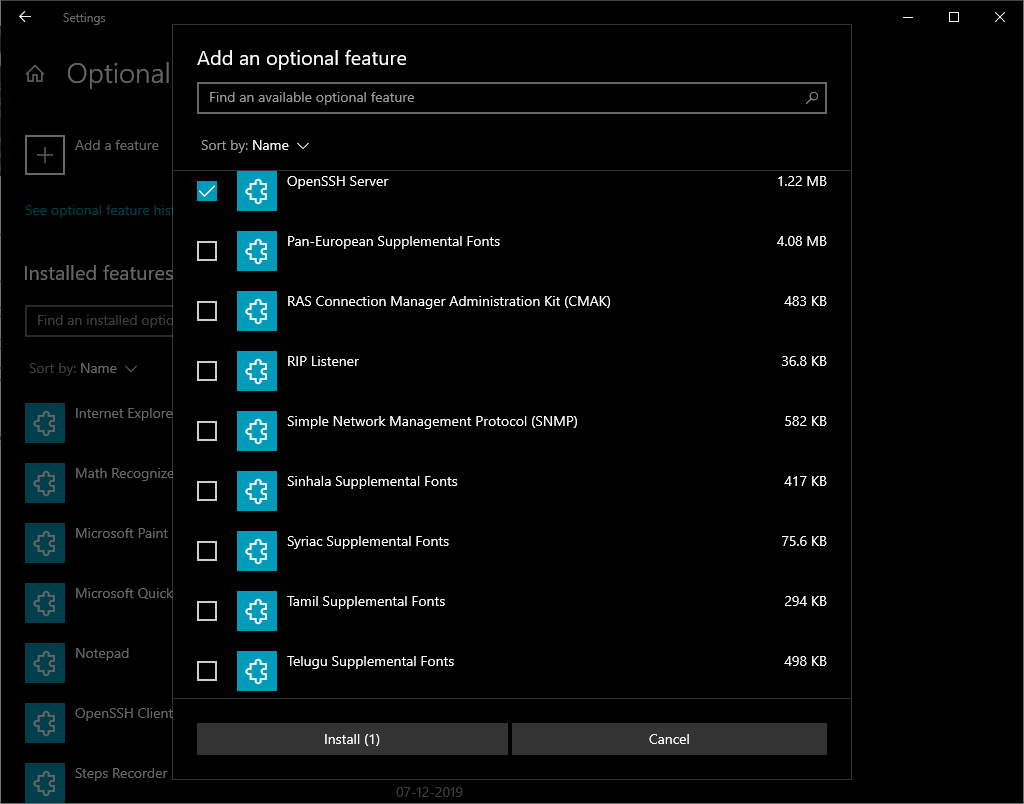 Settings
Optional
Add a feature
See optional feature hist
Installed features
Find an installed optio
Sort by: Name
Internet Explore
Math Recognize
Microsoft Paint
Microsoft Quick
Notepad
OpenSSH Client
Steps Recorder
07-12-2019
Add an optional feature
Find an available optional feature
Sort by: Name
OpenSSH Server 1.22 MB
Pan-European Supplemental Fonts 4.08 MB
RAS Connection Manager Administration Kit (CMAK) 483 KB
RIP Listener 36.8 KB
Simple Network Management Protocol (SNMP) 582 KB
Sinhala Supplemental Fonts 417 KB
Syriac Supplemental Fonts 75.6 KB
Tamil Supplemental Fonts 294 KB
Telugu Supplemental Fonts 498 KB
Install (1) Cancel